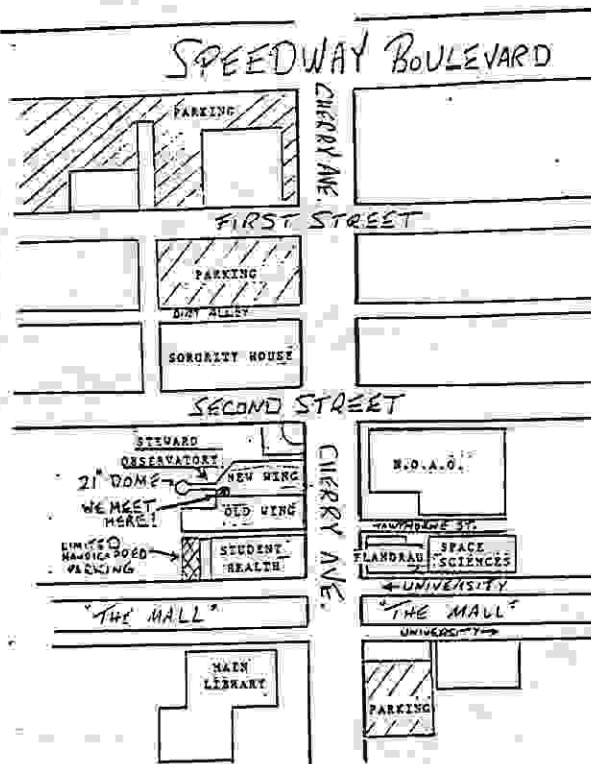 SPEEDWAY BOULEVARD
PARKING
CHERRY AVE.
FIRST STREET
PARKING
DIRT ALLEY
SORORITY HOUSE
SECOND STREET
STEWARD
OBSERVATORY
21" DOME
NEW WING
WE MEET
HERE!
OLD WING
LIMITED
HANDICAPPED
PARKING
STUDENT
HEALTH
CHERRY AVE.
N.O.A.O.
HAWTHORNE ST.
FLANDRAU
SPACE
SCIENCES
UNIVERSITY
"THE MALL"
"THE MALL"
UNIVERSITY
MAIN
LIBRARY
PARKING